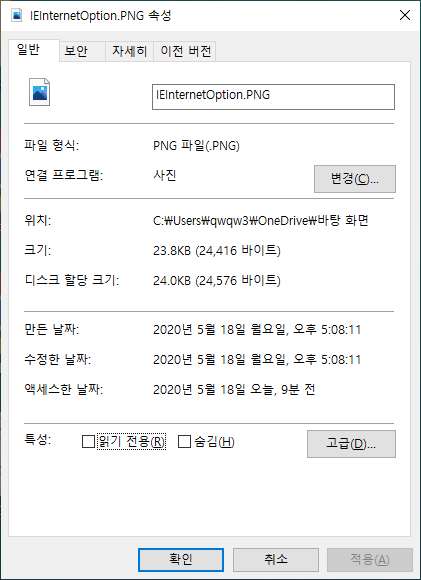 IEInternetOption.PNG 속성
일반 보안 자세히 이전 버전
IEInternetOption.PNG
파일 형식: PNG 파일(.PNG)
연결 프로그램: 사진 변경(C)...
위치: C:₩Users₩qwqw3₩OneDrive₩바탕 화면
크기: 23.8KB (24,416 바이트)
디스크 할당 크기: 24.0KB (24,576 바이트)
만든 날짜: 2020년 5월 18일 월요일, 오후 5:08:11
수정한 날짜: 2020년 5월 18일 월요일, 오후 5:08:11
액세스한 날짜: 2020년 5월 18일 오늘, 9분 전
특성: 읽기 전용(R) 숨김(H) 고급(D)...
확인 취소 적용(A)